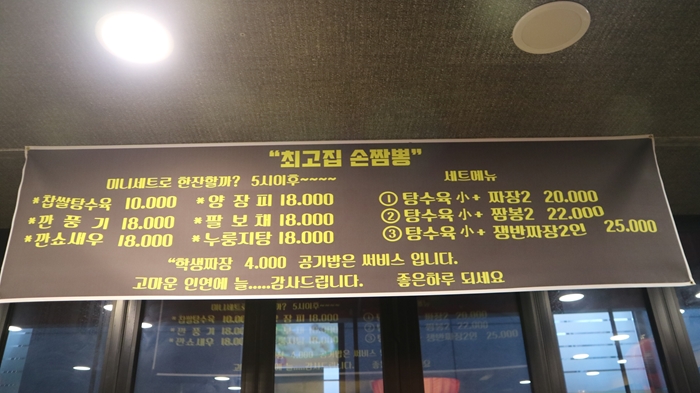 “최고집 손짬뽕”
미니세트로 한잔할까? 5시이후~~~~ 세트메뉴
*찹쌀탕수육 10.000 *양장피 18.000 ① 탕수육 小+ 짜장2 20.000
*깐풍기 18.000 *팔보채 18.000 ② 탕수육 小+ 짬뽕2 22.000
*깐쇼새우 18.000 *누룽지탕 18.000 ③ 탕수육 小+ 쟁반짜장2인 25.000
“학생짜장 4.000 공기밥은 써비스 입니다.
고마운 인연에 늘.....감사드립니다. 좋은하루 되세요